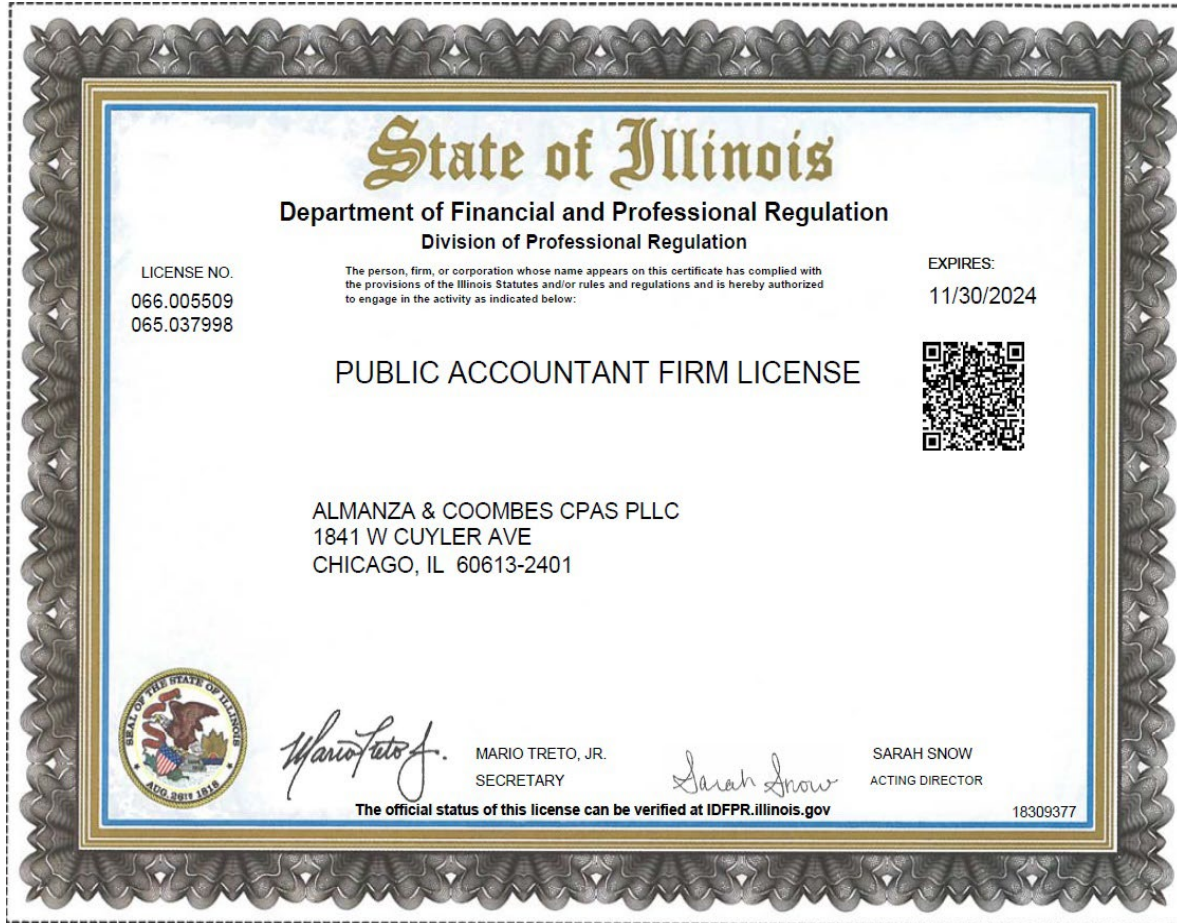 State of Illinois
Department of Financial and Professional Regulation
Division of Professional Regulation
LICENSE NO.
066.005509
065.037998
The person, firm, or corporation whose name appears on this certificate has complied with
the provisions of the Illinois Statutes and/or rules and regulations and is hereby authorized
to engage in the activity as indicated below:
EXPIRES:
11/30/2024
PUBLIC ACCOUNTANT FIRM LICENSE
ALMANZA & COOMBES CPAS PLLC
1841 W CUYLER AVE
CHICAGO, IL 60613-2401
SEAL OF THE STATE OF ILLINOIS
AUG. 26TH 1818
Mario Treto Jr.
MARIO TRETO, JR.
SECRETARY
Sarah Snow
SARAH SNOW
ACTING DIRECTOR
The official status of this license can be verified at IDFPR.illinois.gov
18309377